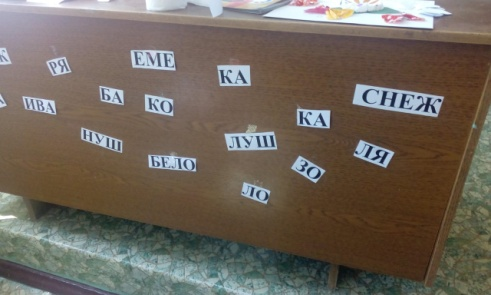 К РЯ ЕМЕ КА СНЕЖ
ИВА БА КО КА
НУШ БЕЛО ЛУШ ЗО ЛЯ
ЛО